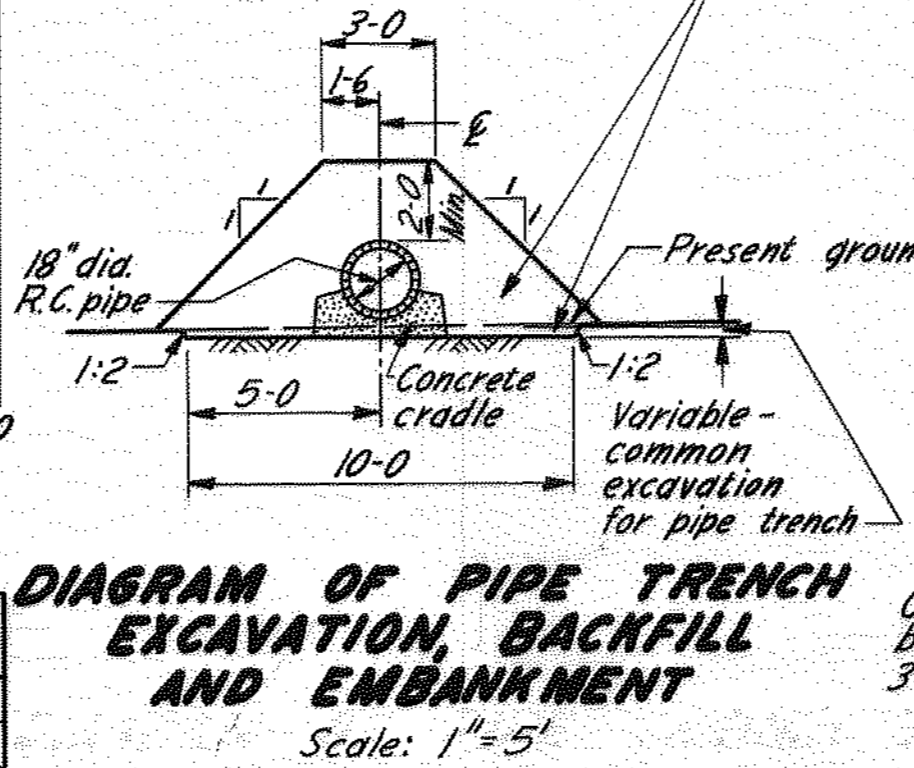 3-0
1-6
℄
1
1
1
1
2-0
Min.
18" dia.
R.C. pipe
Present groun
1:2
1:2
5-0
Concrete
cradle
10-0
Variable-
common
excavation
for pipe trench
DIAGRAM OF PIPE TRENCH
EXCAVATION, BACKFILL
AND EMBANKMENT
Scale: 1"=5'
3